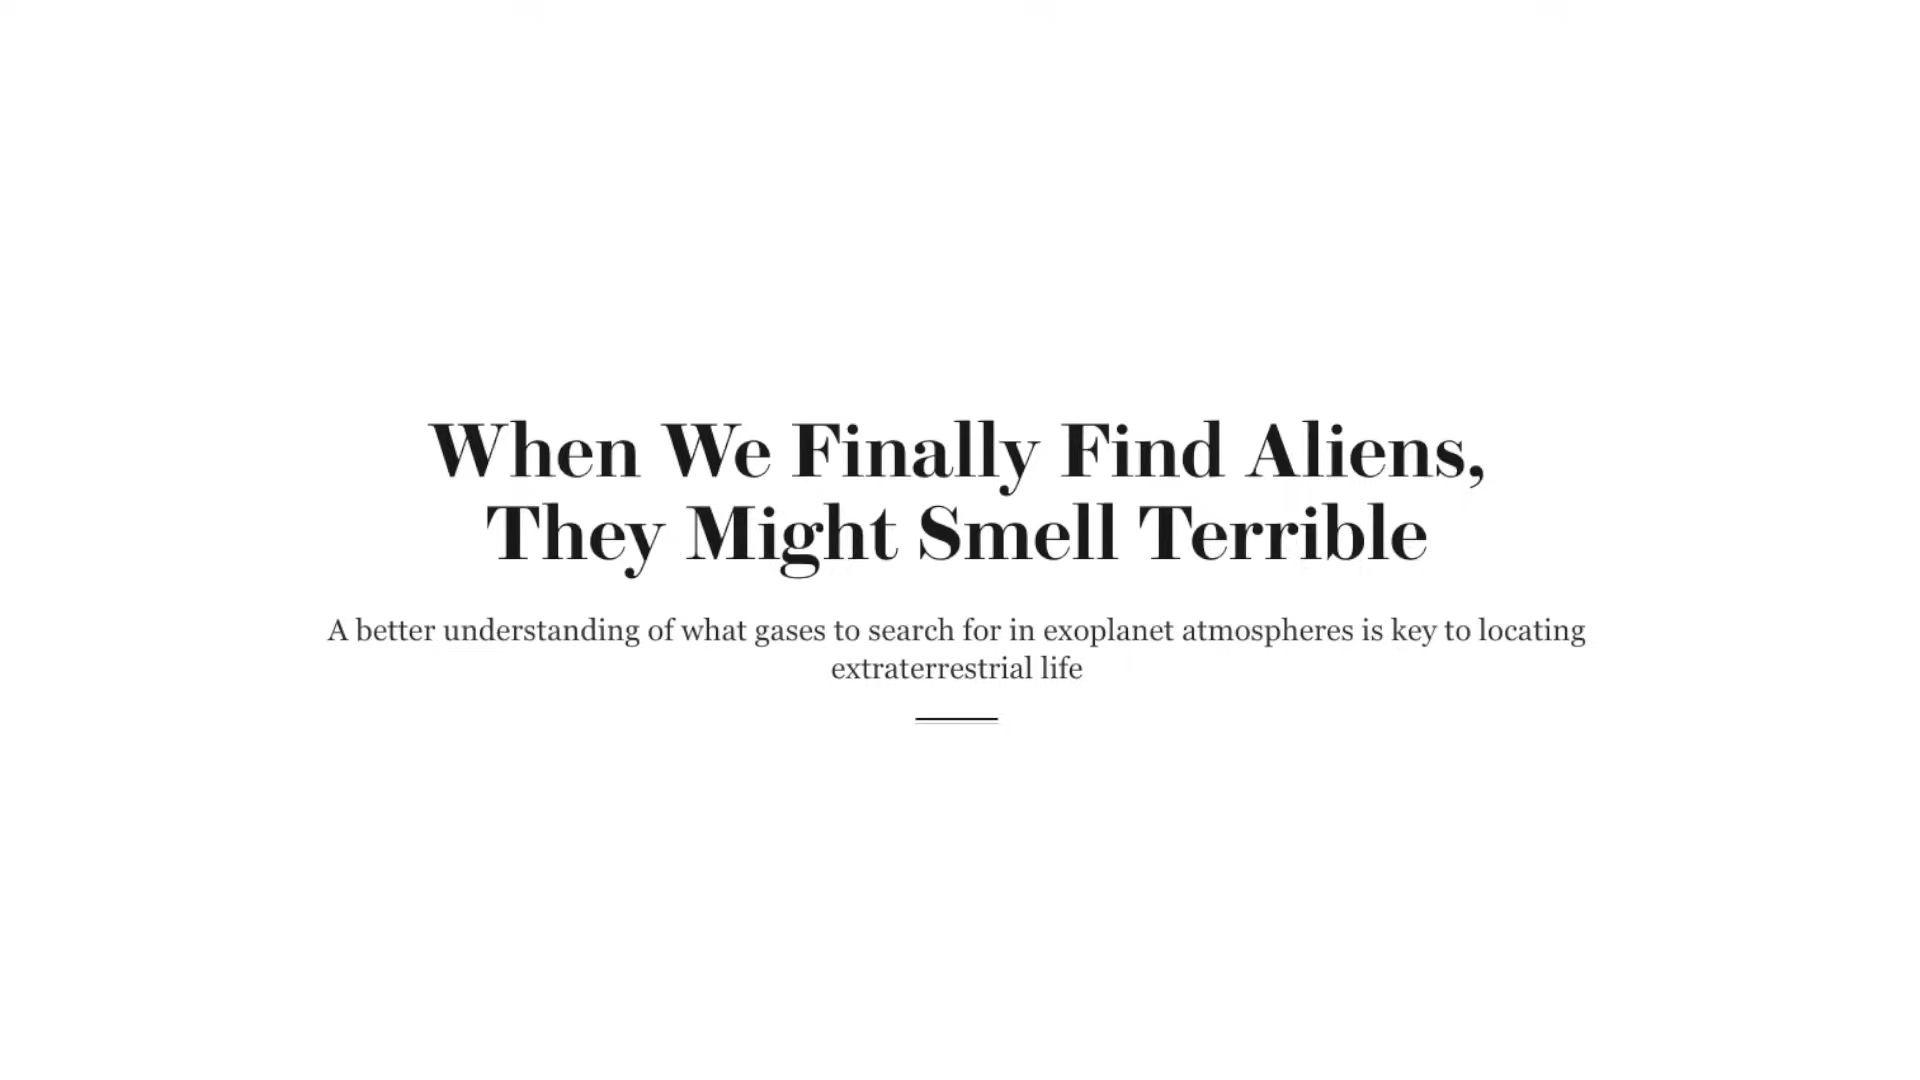 When We Finally Find Aliens,
They Might Smell Terrible
A better understanding of what gases to search for in exoplanet atmospheres is key to locating
extraterrestrial life